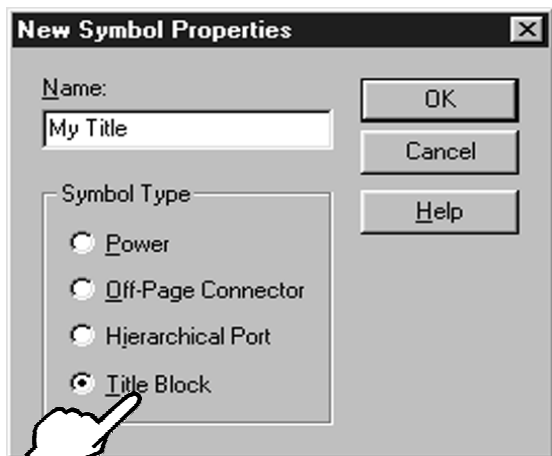 New Symbol Properties
Name:
My Title
OK
Cancel
Help
Symbol Type
Power
Off-Page Connector
Hierarchical Port
Title Block